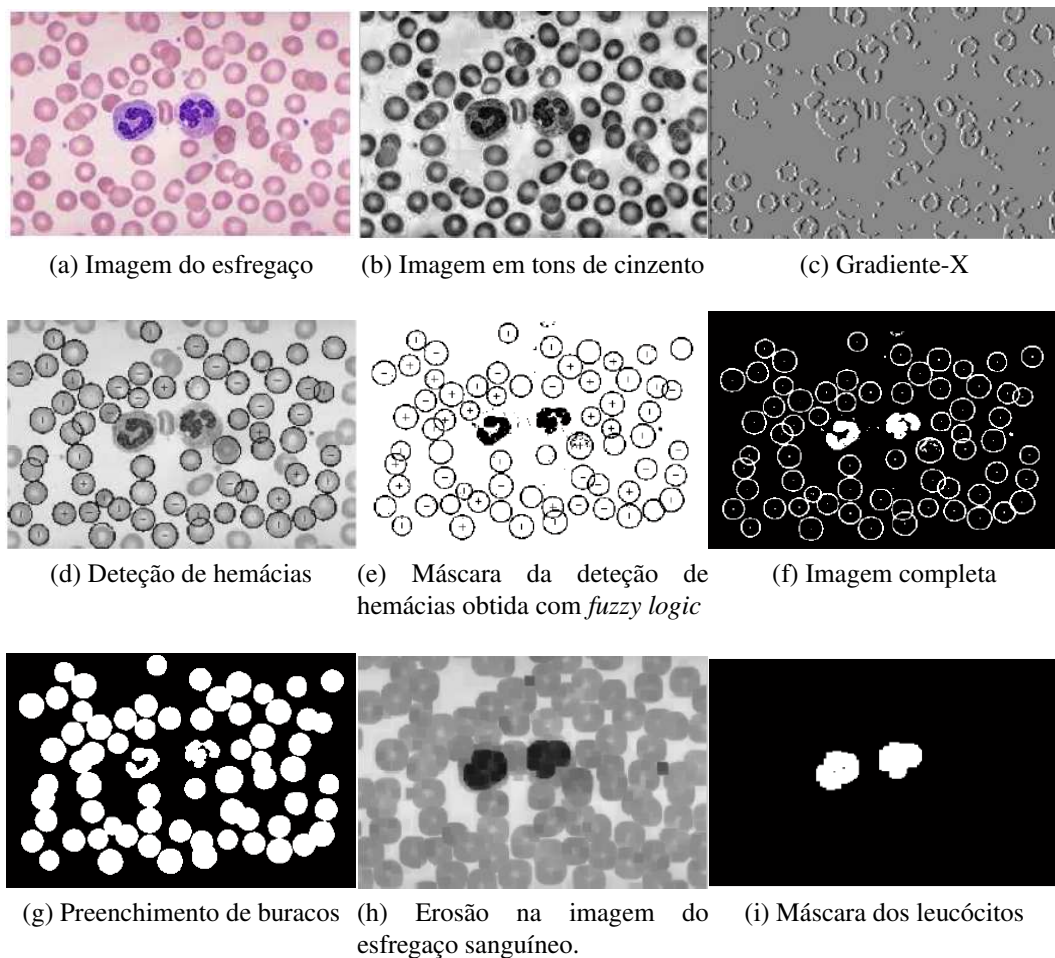 (a) Imagem do esfregaço
(b) Imagem em tons de cinzento
(c) Gradiente-X
(d) Deteção de hemácias
(e) Máscara da deteção de
hemácias obtida com fuzzy logic
(f) Imagem completa
(g) Preenchimento de buracos
(h) Erosão na imagem do
esfregaço sanguíneo.
(i) Máscara dos leucócitos